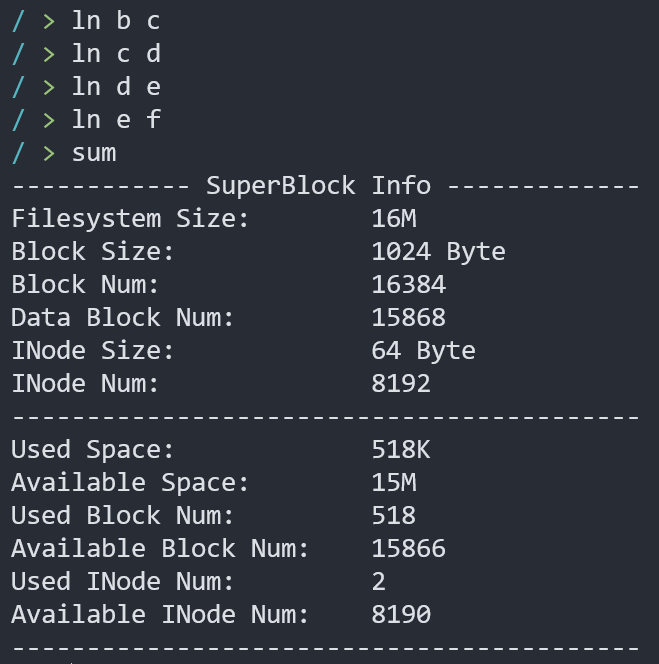 / > ln b c
/ > ln c d
/ > ln d e
/ > ln e f
/ > sum
------------ SuperBlock Info -------------
Filesystem Size:        16M
Block Size:             1024 Byte
Block Num:              16384
Data Block Num:         15868
INode Size:             64 Byte
INode Num:              8192
------------------------------------------
Used Space:             518K
Available Space:        15M
Used Block Num:         518
Available Block Num:    15866
Used INode Num:         2
Available INode Num:    8190
------------------------------------------